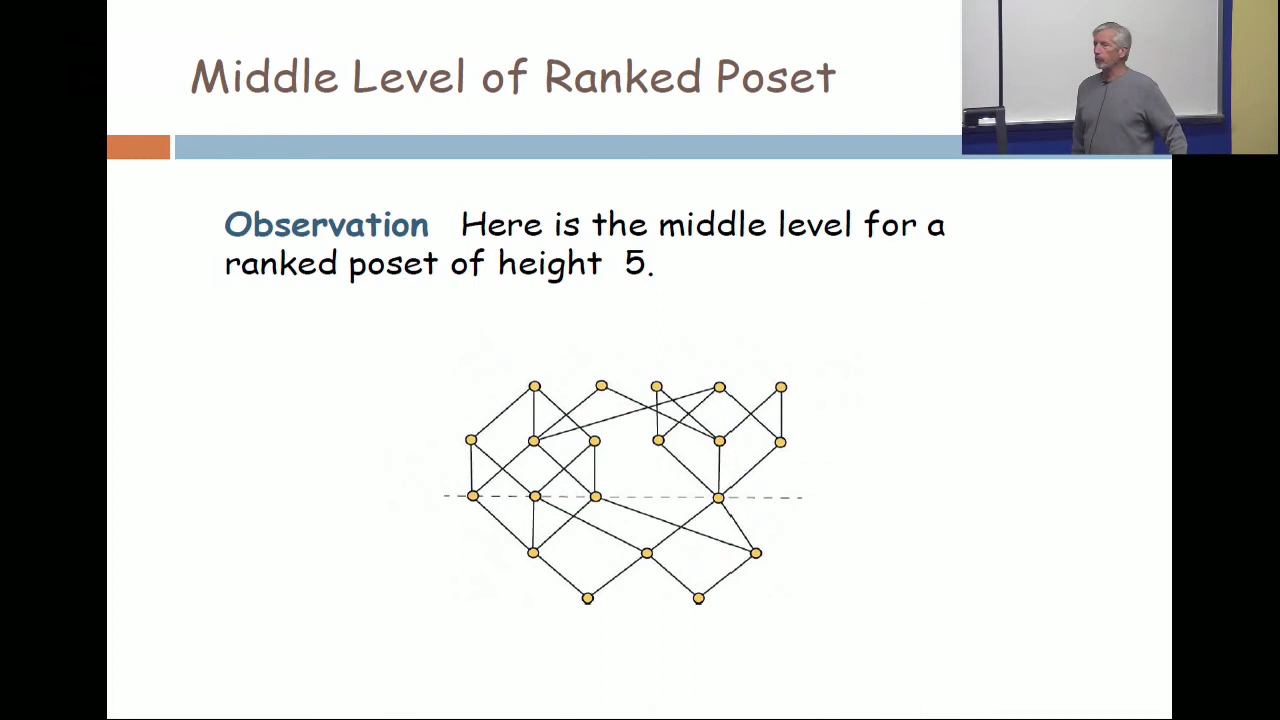 Middle Level of Ranked Poset
Observation Here is the middle level for a
ranked poset of height 5.